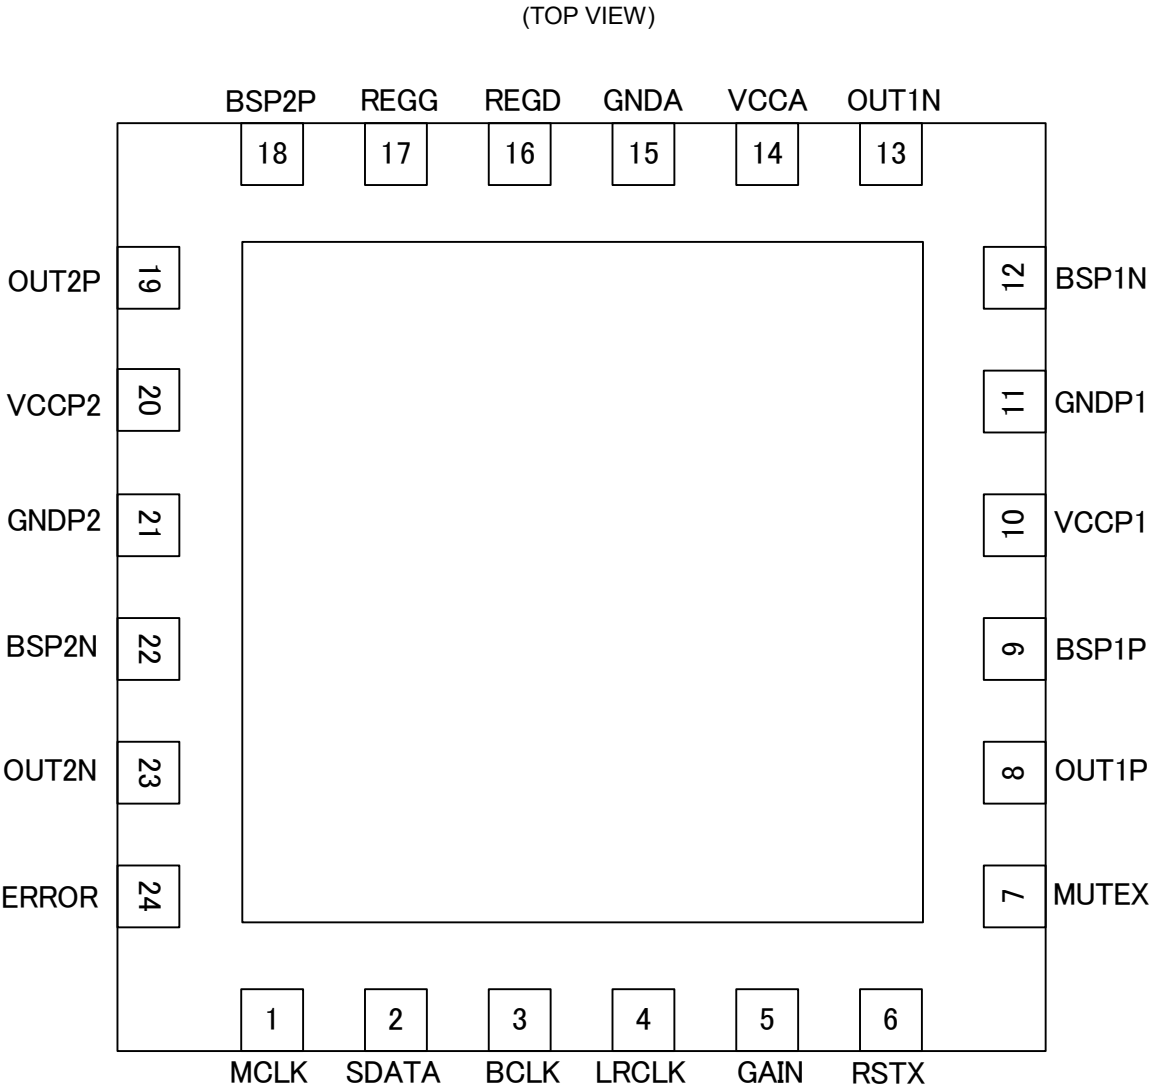 (TOP VIEW)
BSP2P REGG REGD GNDA VCCA OUT1N
18 17 16 15 14 13
OUT2P 19 12 BSP1N
VCCP2 20 11 GNDP1
GNDP2 21 10 VCCP1
BSP2N 22 9 BSP1P
OUT2N 23 8 OUT1P
ERROR 24 7 MUTEX
1 2 3 4 5 6
MCLK SDATA BCLK LRCLK GAIN RSTX